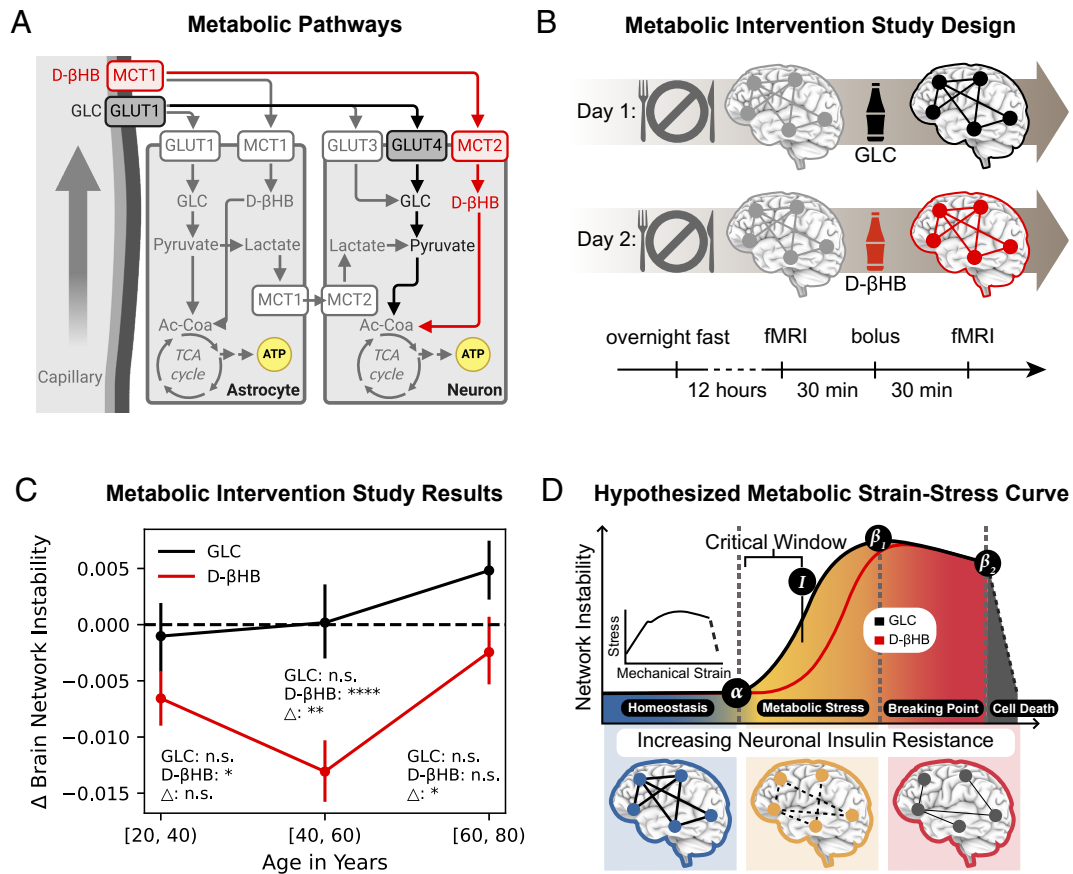 A
Metabolic Pathways
D-βHB
MCT1
GLC
GLUT1
GLUT1
MCT1
GLUT3
GLUT4
MCT2
GLC
D-βHB
GLC
D-βHB
Pyruvate
Lactate
Lactate
Pyruvate
MCT1
MCT2
Ac-Coa
Ac-Coa
TCA
cycle
ATP
TCA
cycle
ATP
Capillary
Astrocyte
Neuron
B
Metabolic Intervention Study Design
Day 1:
GLC
Day 2:
D-βHB
overnight fast
fMRI
bolus
fMRI
12 hours
30 min
30 min
C
Metabolic Intervention Study Results
Δ Brain Network Instability
GLC
D-βHB
0.005
0.000
−0.005
−0.010
−0.015
GLC: n.s.
D-βHB: *
△: n.s.
GLC: n.s.
D-βHB: ****
△: **
GLC: n.s.
D-βHB: n.s.
△: *
[20, 40)
[40, 60)
[60, 80)
Age in Years
D
Hypothesized Metabolic Strain-Stress Curve
Network Instability
Critical Window
β1
β2
I
α
Stress
Mechanical Strain
GLC
D-βHB
Homeostasis
Metabolic Stress
Breaking Point
Cell Death
Increasing Neuronal Insulin Resistance